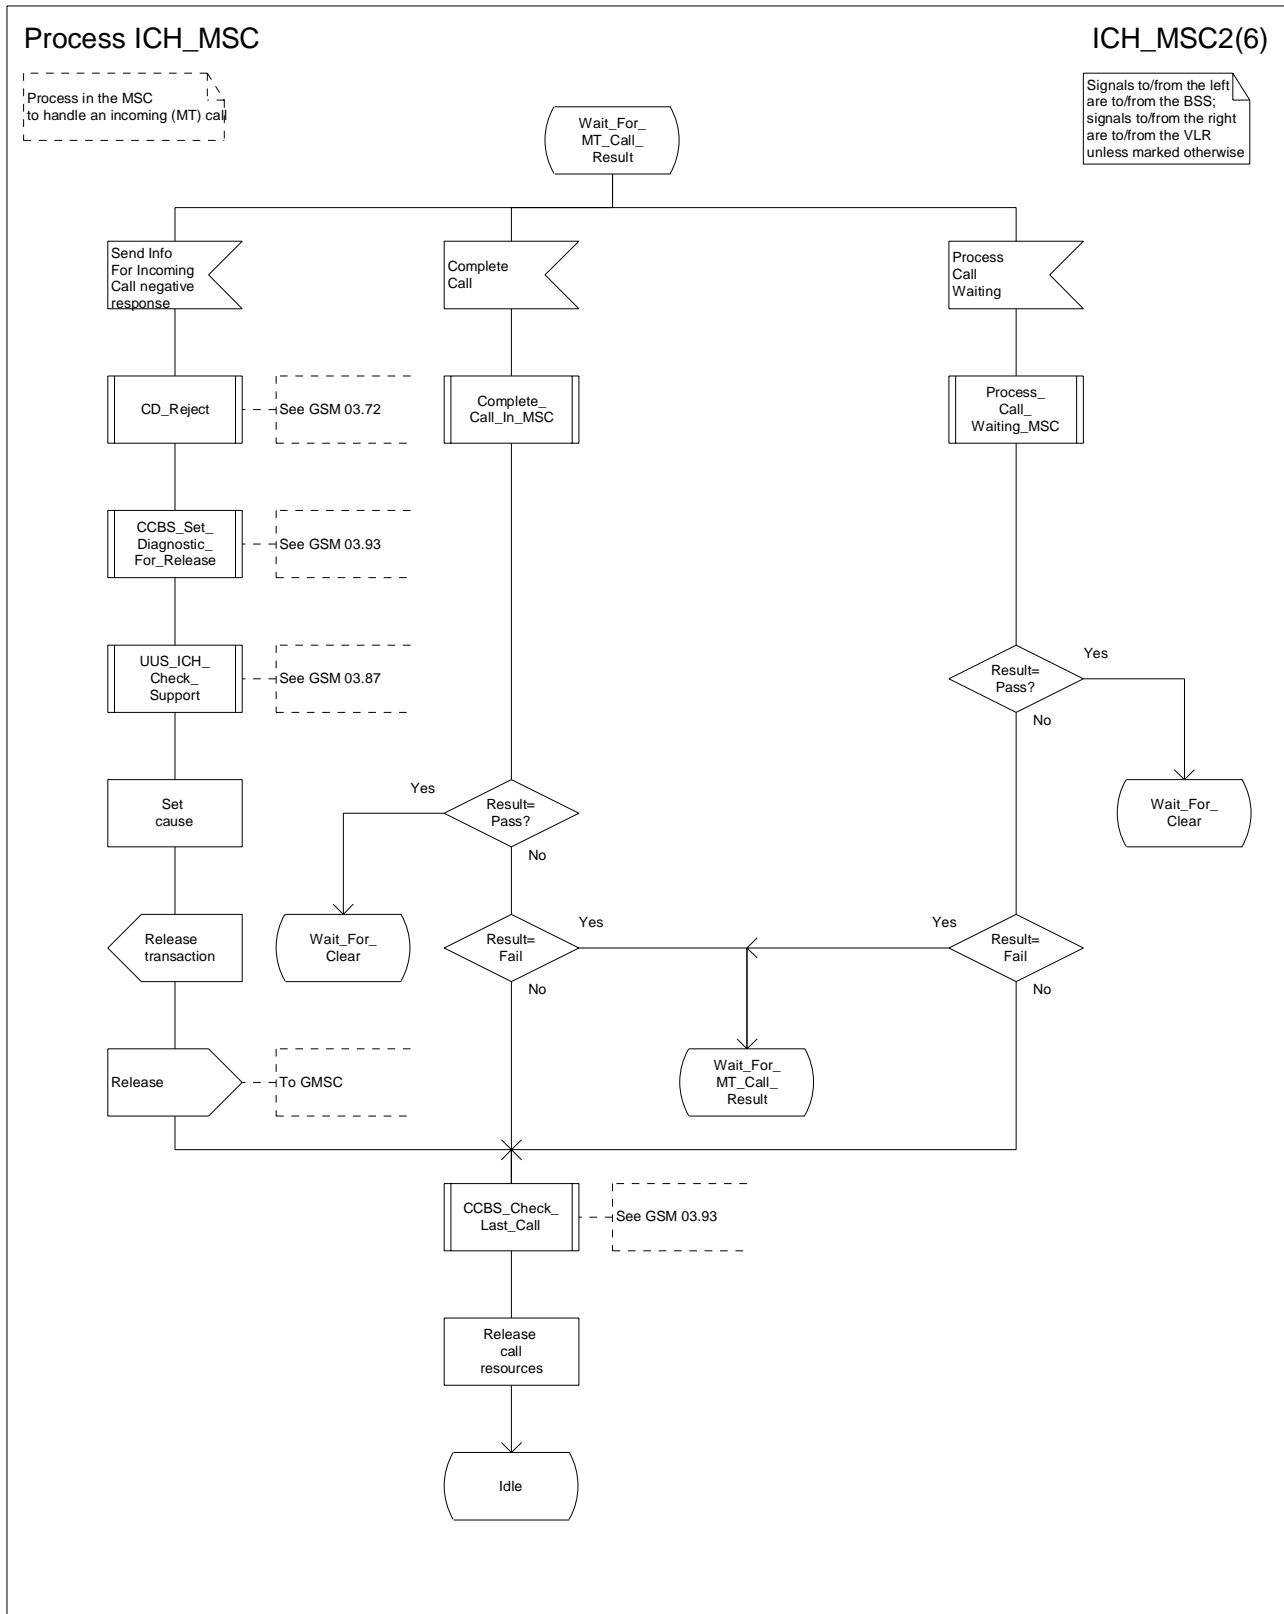 Process ICH_MSC
ICH_MSC2(6)
Process in the MSC
to handle an incoming (MT) call
Signals to/from the left
are to/from the BSS;
signals to/from the right
are to/from the VLR
unless marked otherwise
Wait_For_
MT_Call_
Result
Send Info
For Incoming
Call negative
response
Complete
Call
Process
Call
Waiting
CD_Reject
See GSM 03.72
Complete_
Call_In_MSC
Process_
Call_
Waiting_MSC
CCBS_Set_
Diagnostic_
For_Release
See GSM 03.93
UUS_ICH_
Check_
Support
See GSM 03.87
Result=
Pass?
Yes
No
Set
cause
Yes
Result=
Pass?
No
Wait_For_
Clear
Release
transaction
Wait_For_
Clear
Result=
Fail
Yes
No
Yes
Result=
Fail
No
Release
To GMSC
Wait_For_
MT_Call_
Result
CCBS_Check_
Last_Call
See GSM 03.93
Release
call
resources
Idle